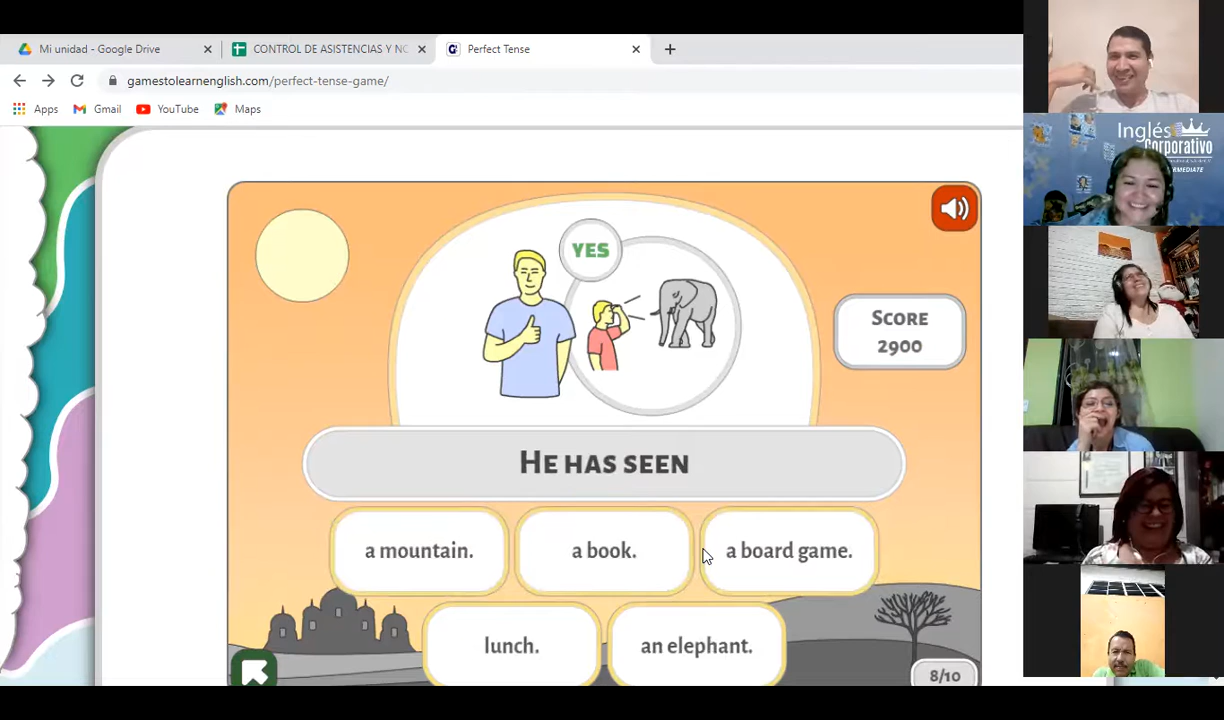 Mi unidad - Google Drive
CONTROL DE ASISTENCIAS Y NC
Perfect Tense
gamestolearnenglish.com/perfect-tense-game/
Apps
Gmail
YouTube
Maps
YES
SCORE
2900
HE HAS SEEN
a mountain.
a book.
a board game.
lunch.
an elephant.
8/10
Inglés
Corporativo